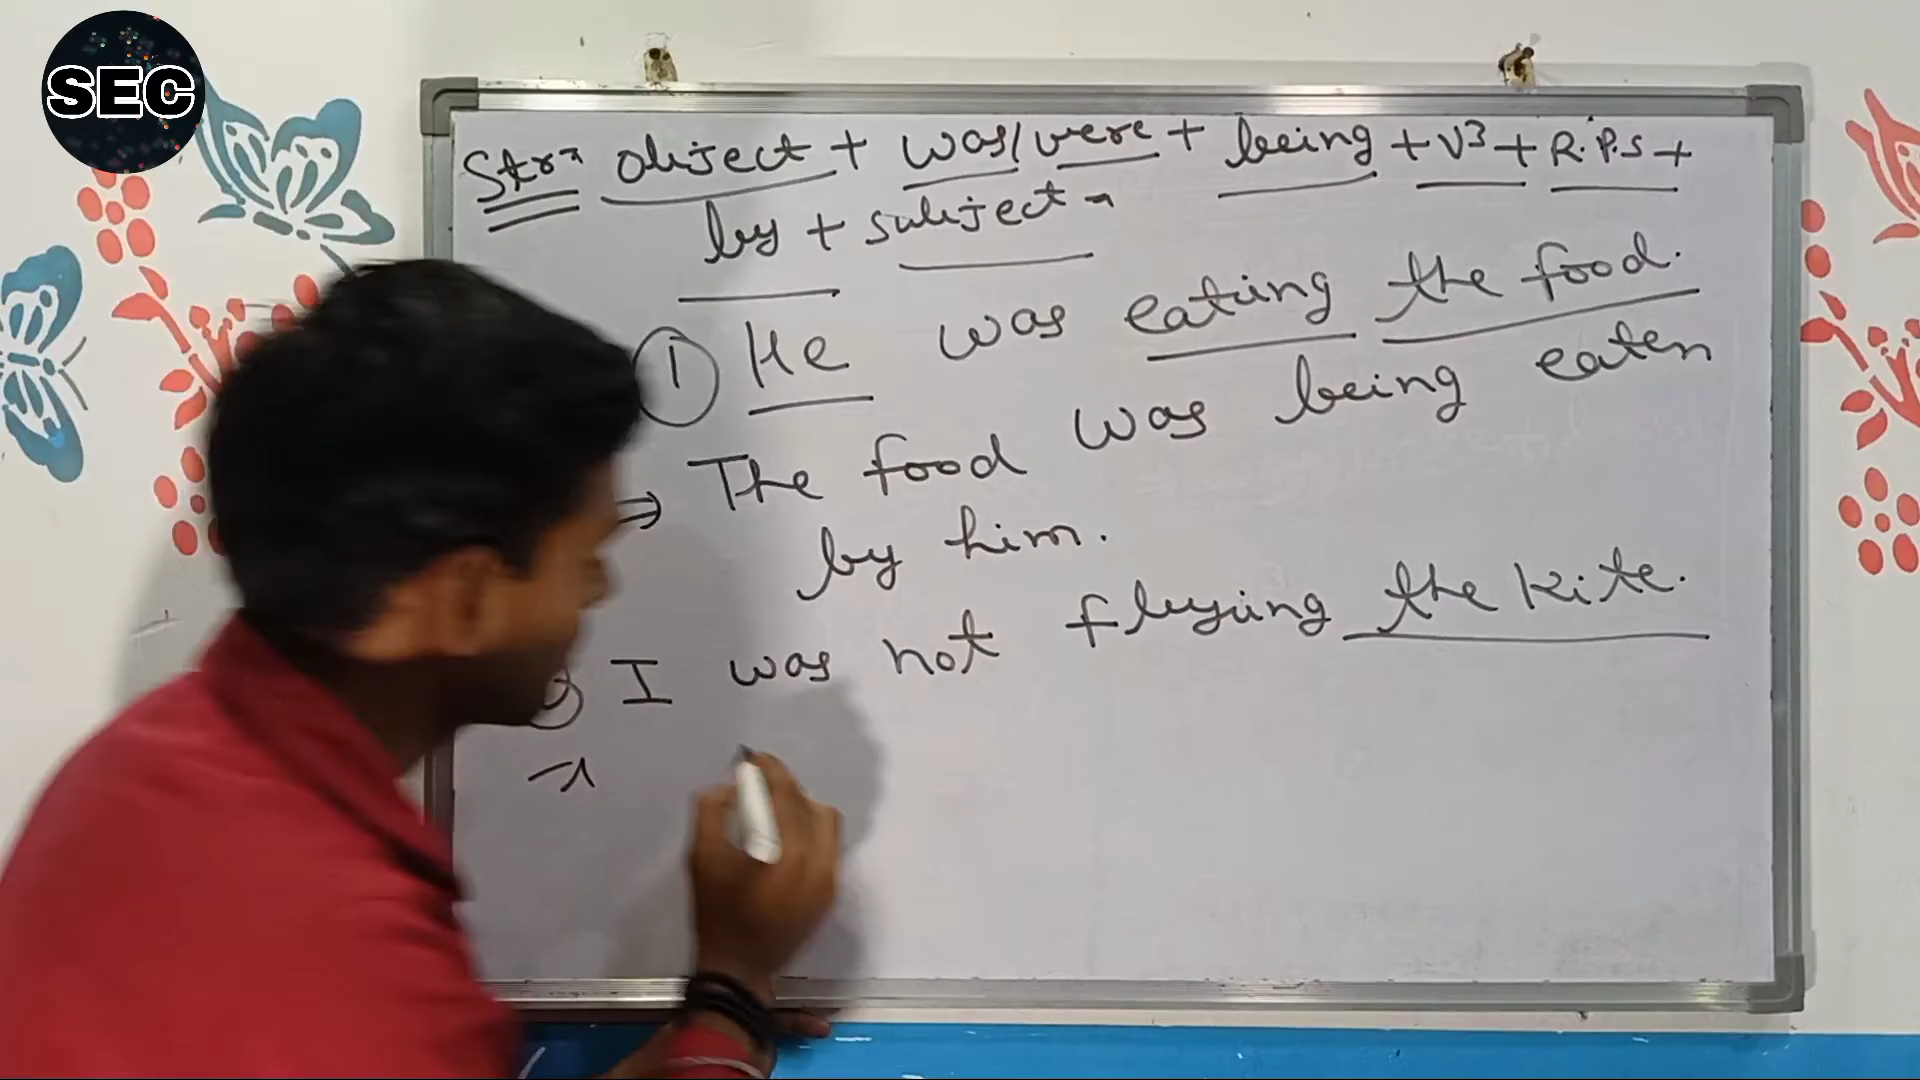 SEC
Str⁻ⁿ object + was/were + being + V³ + R.P.S +
by + subject -
① He was eating the food.
⇒ The food was being eaten
by him.
② I was not flying the kite.